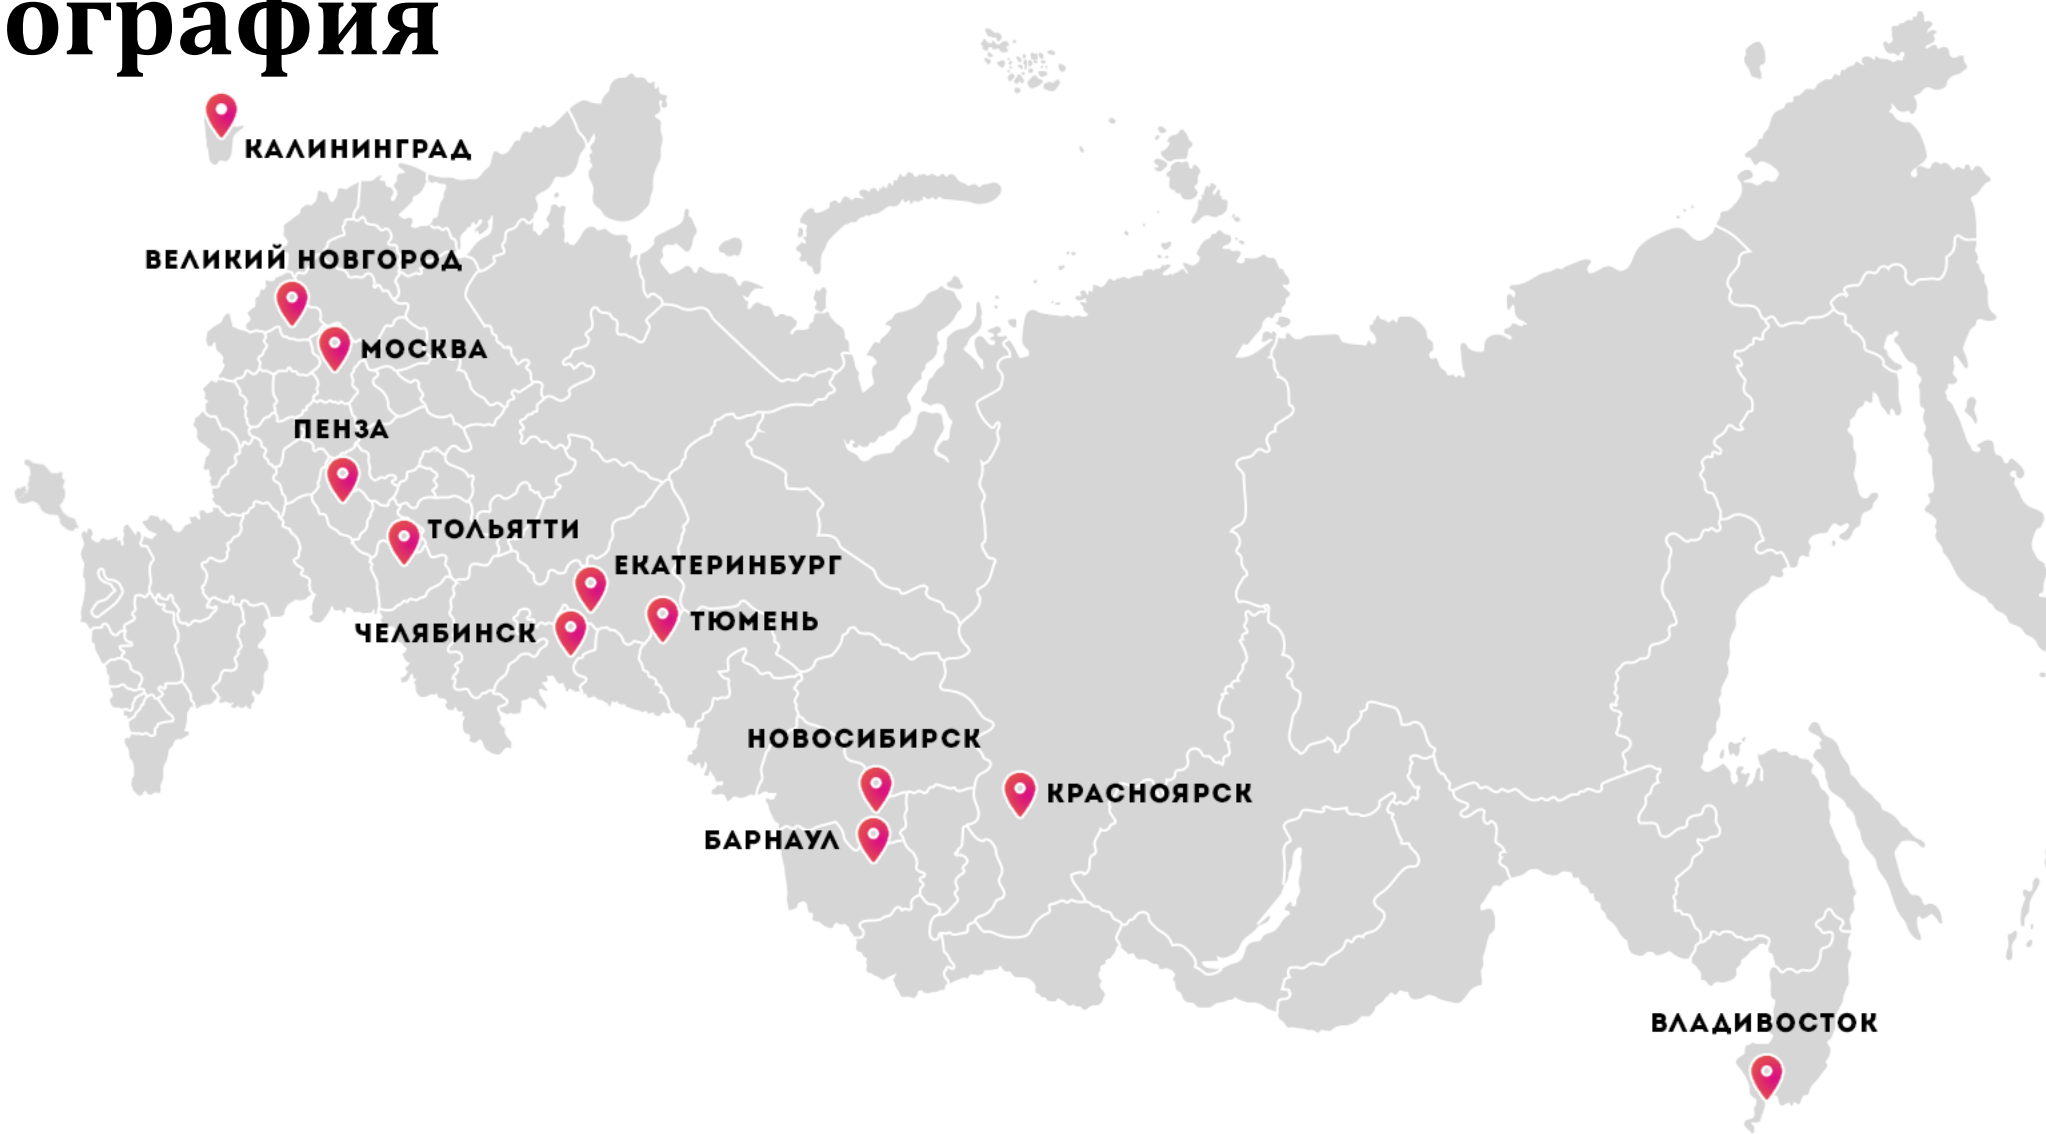 ография
КАЛИНИНГРАД
ВЕЛИКИЙ НОВГОРОД
МОСКВА
ПЕНЗА
ТОЛЬЯТТИ
ЕКАТЕРИНБУРГ
ТЮМЕНЬ
ЧЕЛЯБИНСК
НОВОСИБИРСК
КРАСНОЯРСК
БАРНАУЛ
ВЛАДИВОСТОК